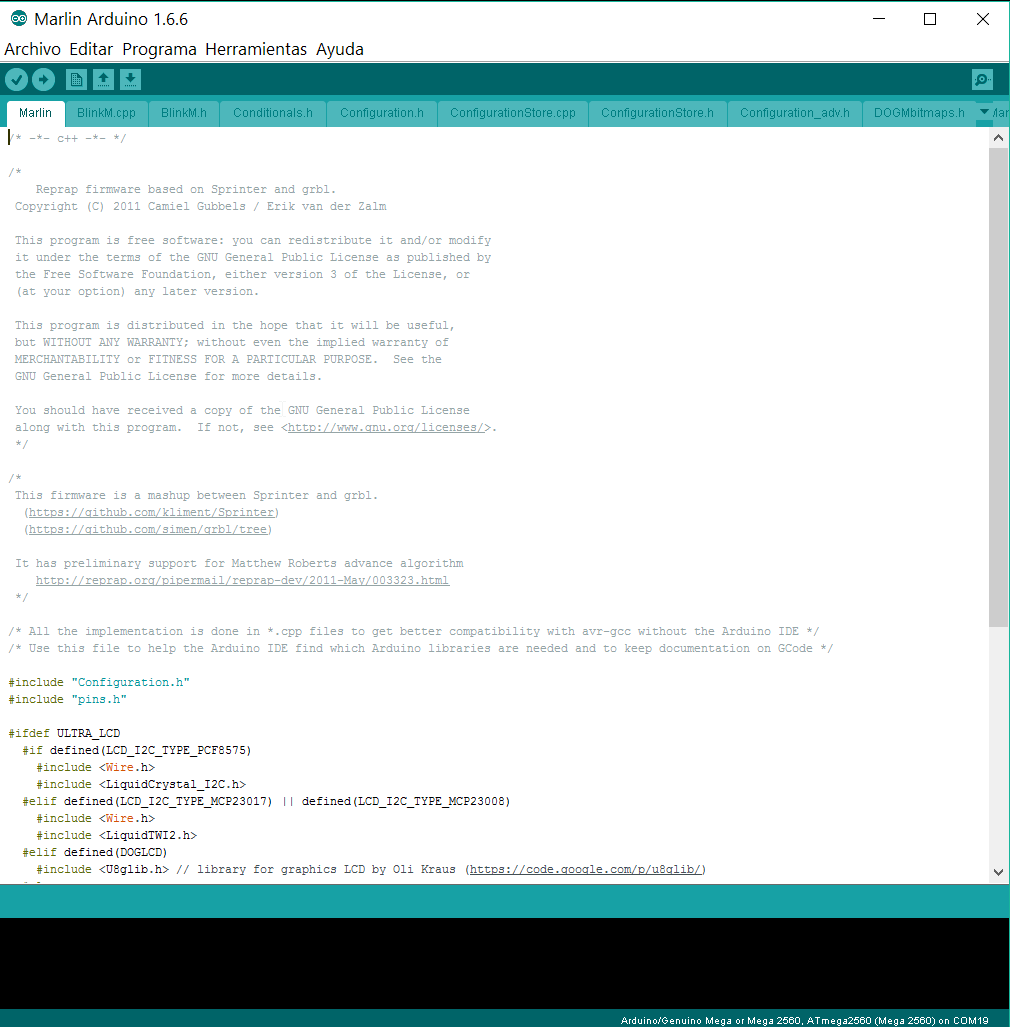 Marlin Arduino 1.6.6
Archivo Editar Programa Herramientas Ayuda
Marlin BlinkM.cpp BlinkM.h Conditionals.h Configuration.h ConfigurationStore.cpp ConfigurationStore.h Configuration_adv.h DOGMbitmaps.h Mar
/* -*- c++ -*- */
/*
Reprap firmware based on Sprinter and grbl.
Copyright (C) 2011 Camiel Gubbels / Erik van der Zalm
This program is free software: you can redistribute it and/or modify
it under the terms of the GNU General Public License as published by
the Free Software Foundation, either version 3 of the License, or
(at your option) any later version.
This program is distributed in the hope that it will be useful,
but WITHOUT ANY WARRANTY; without even the implied warranty of
MERCHANTABILITY or FITNESS FOR A PARTICULAR PURPOSE.  See the
GNU General Public License for more details.
You should have received a copy of the GNU General Public License
along with this program.  If not, see <http://www.gnu.org/licenses/>.
*/
/*
This firmware is a mashup between Sprinter and grbl.
(https://github.com/kliment/Sprinter)
(https://github.com/simen/grbl/tree)
It has preliminary support for Matthew Roberts advance algorithm
http://reprap.org/pipermail/reprap-dev/2011-May/003323.html
*/
/* All the implementation is done in *.cpp files to get better compatibility with avr-gcc without the Arduino IDE */
/* Use this file to help the Arduino IDE find which Arduino libraries are needed and to keep documentation on GCode */
#include "Configuration.h"
#include "pins.h"
#ifdef ULTRA_LCD
#if defined(LCD_I2C_TYPE_PCF8575)
#include <Wire.h>
#include <LiquidCrystal_I2C.h>
#elif defined(LCD_I2C_TYPE_MCP23017) || defined(LCD_I2C_TYPE_MCP23008)
#include <Wire.h>
#include <LiquidTWI2.h>
#elif defined(DOGLCD)
#include <U8glib.h> // library for graphics LCD by Oli Kraus (https://code.google.com/p/u8glib/)
Arduino/Genuino Mega or Mega 2560, ATmega2560 (Mega 2560) on COM19